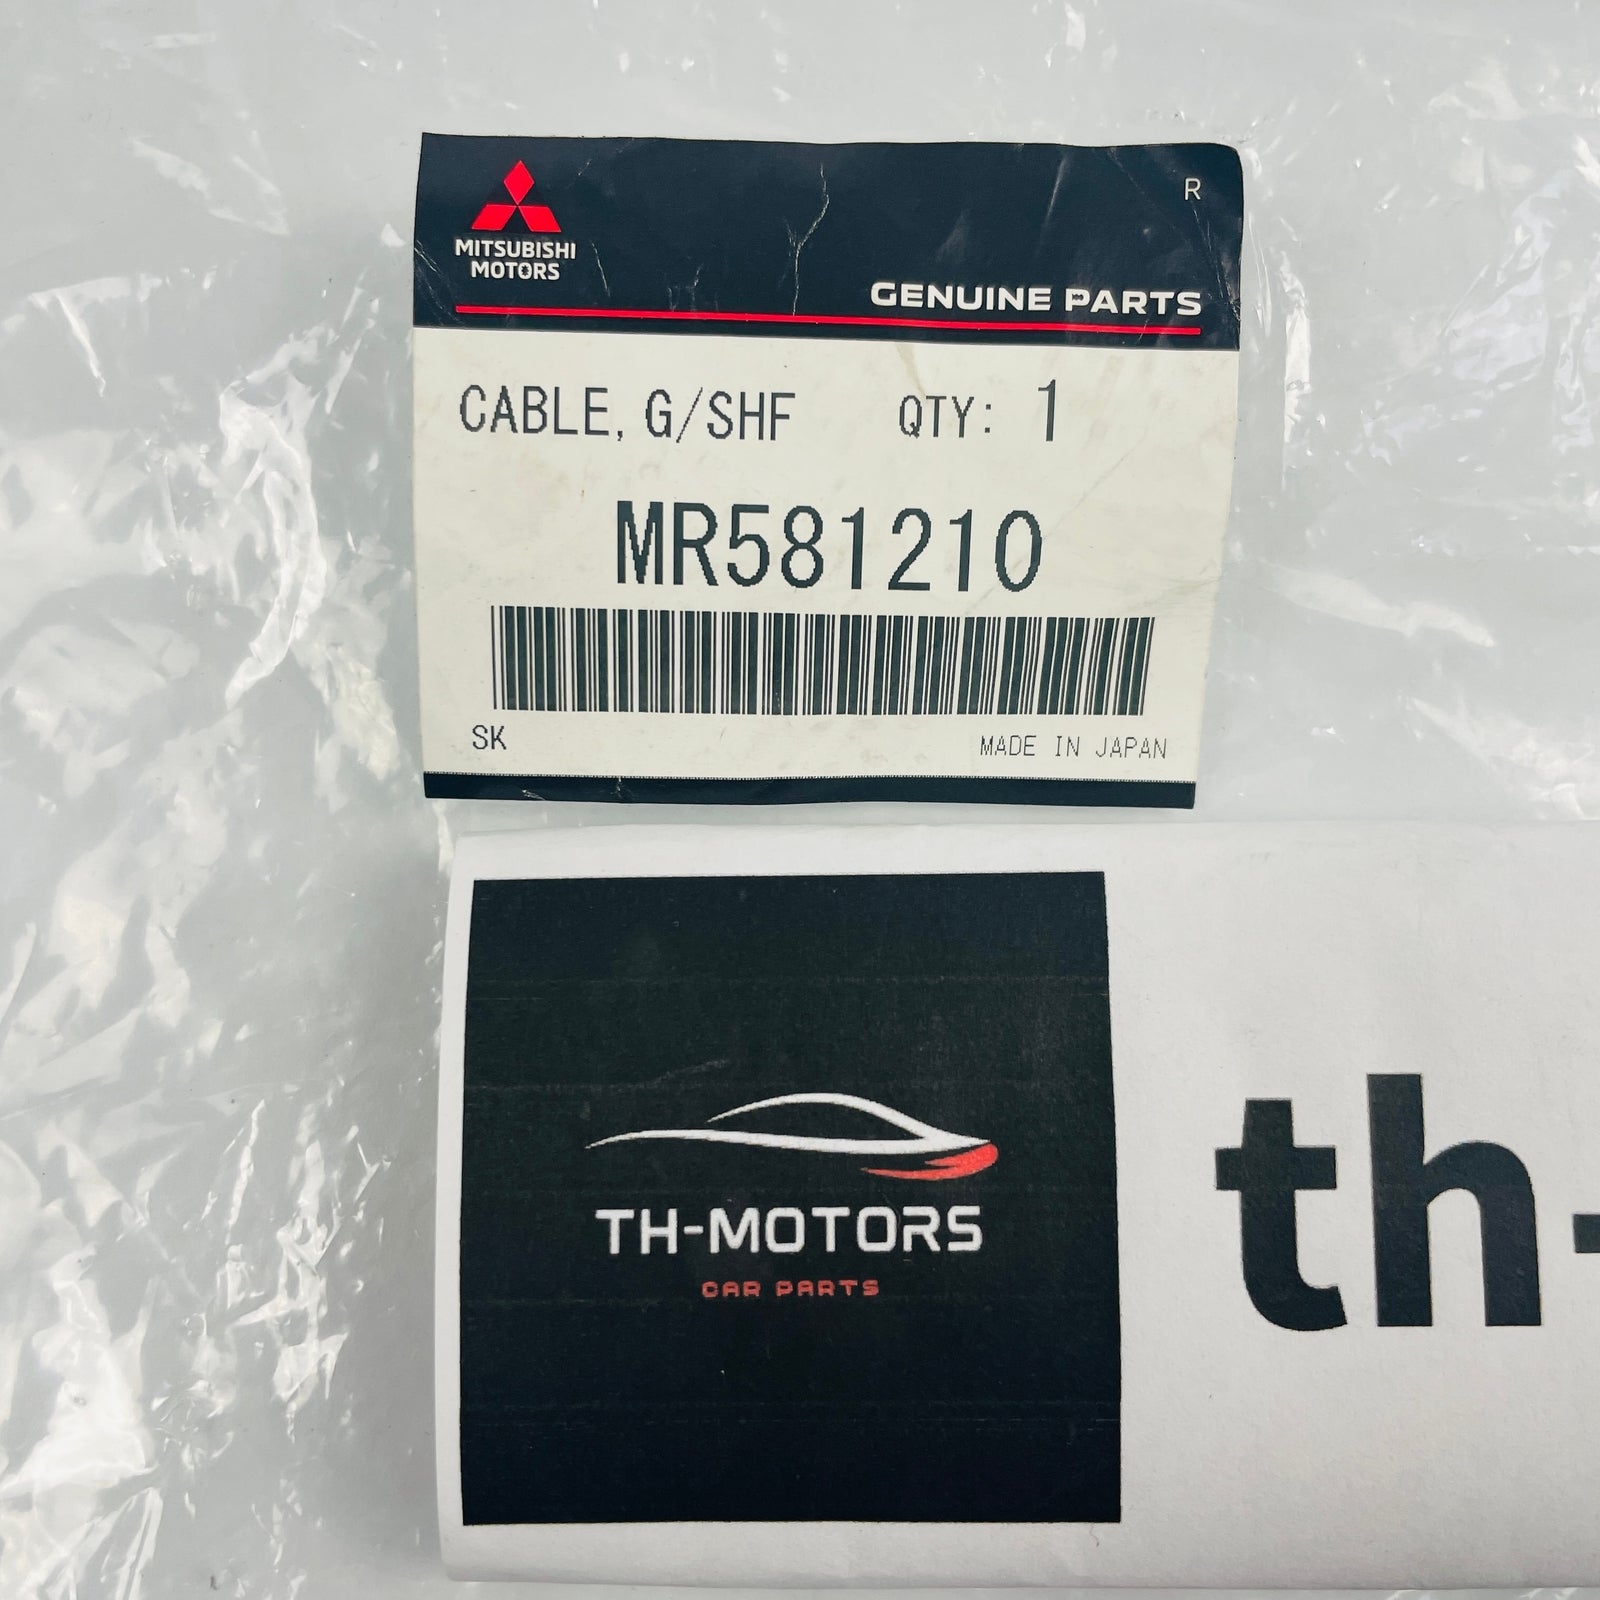 R
MITSUBISHI
MOTORS
GENUINE PARTS
CABLE, G/SHF QTY: 1
MR581210
SK MADE IN JAPAN
TH-MOTORS
CAR PARTS
th-